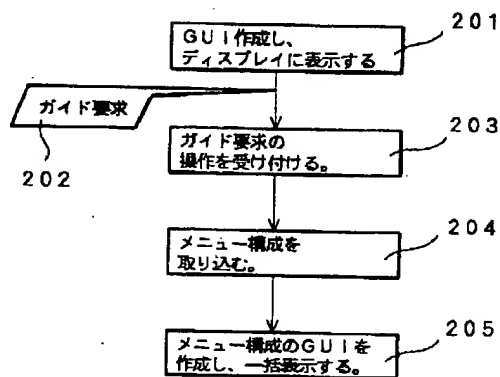 201
GUI作成し、
ディスプレイに表示する
ガイド要求
202
203
ガイド要求の
操作を受け付ける。
204
メニュー構成を
取り込む。
205
メニュー構成のGUIを
作成し、一括表示する。